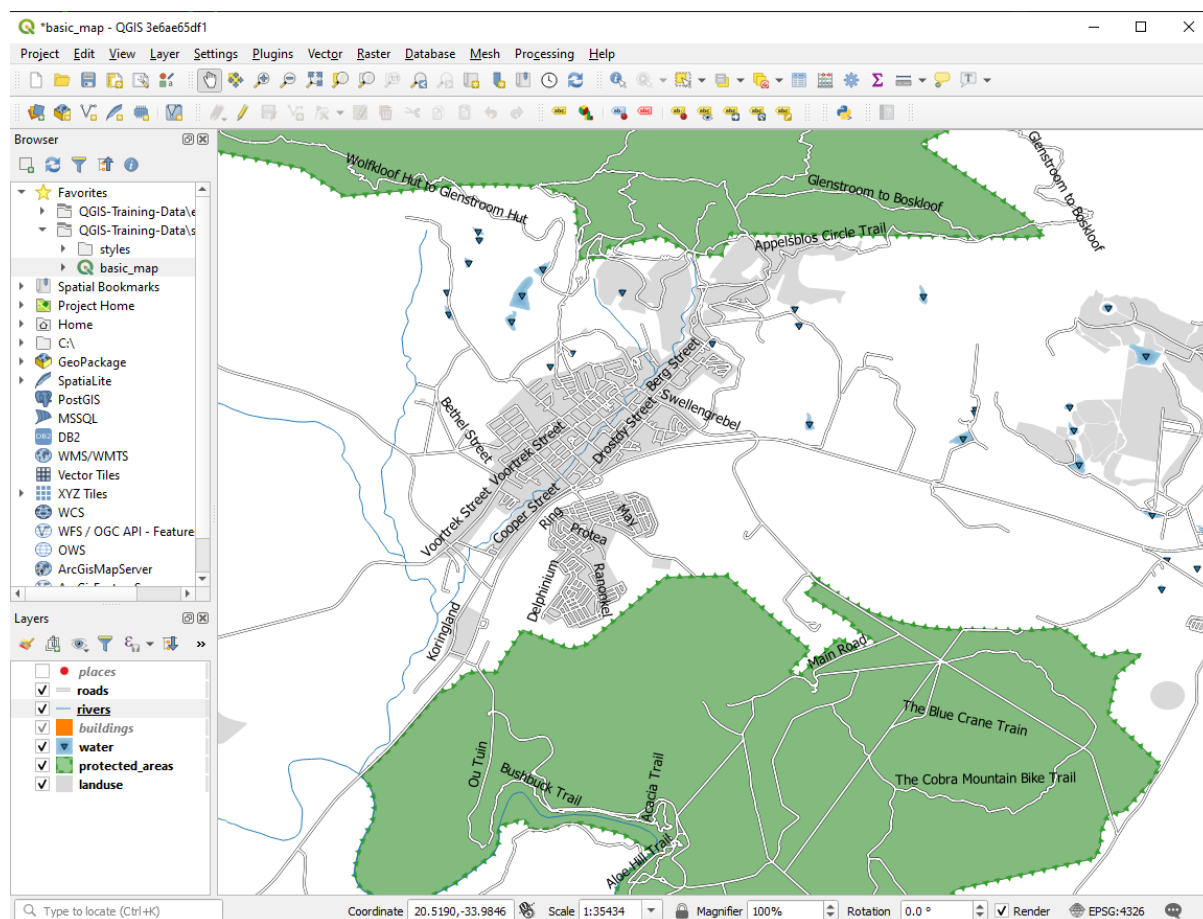 *basic_map - QGIS 3e6ae65df1
Project Edit View Layer Settings Plugins Vector Raster Database Mesh Processing Help
Browser
Favorites
QGIS-Training-Data\e
QGIS-Training-Data\s
styles
basic_map
Spatial Bookmarks
Project Home
Home
C:\
GeoPackage
SpatiaLite
PostGIS
MSSQL
DB2
WMS/WMTS
Vector Tiles
XYZ Tiles
WCS
WFS / OGC API - Feature
OWS
ArcGisMapServer
Layers
places
roads
rivers
buildings
water
protected_areas
landuse
Wolfkloof Hut to Glenstroom Hut
Glenstroom to Boskloof
Glenstroom to Boskloof
Appelsblos Circle Trail
Berg Street
Swellengrebel
Bethel Street
Voortrek Street
Drostdy Street
Voortrek Street
Cooper Street
Ring
May
Protea
Delphinium
Ranonkel
Koringland
Main Road
The Blue Crane Train
The Cobra Mountain Bike Trail
Ou Tuin
Bushbuck Trail
Acacia Trail
Aloe Hill Trail
Type to locate (Ctrl+K) Coordinate 20.5190,-33.9846 Scale 1:35434 Magnifier 100% Rotation 0.0 ° Render EPSG:4326